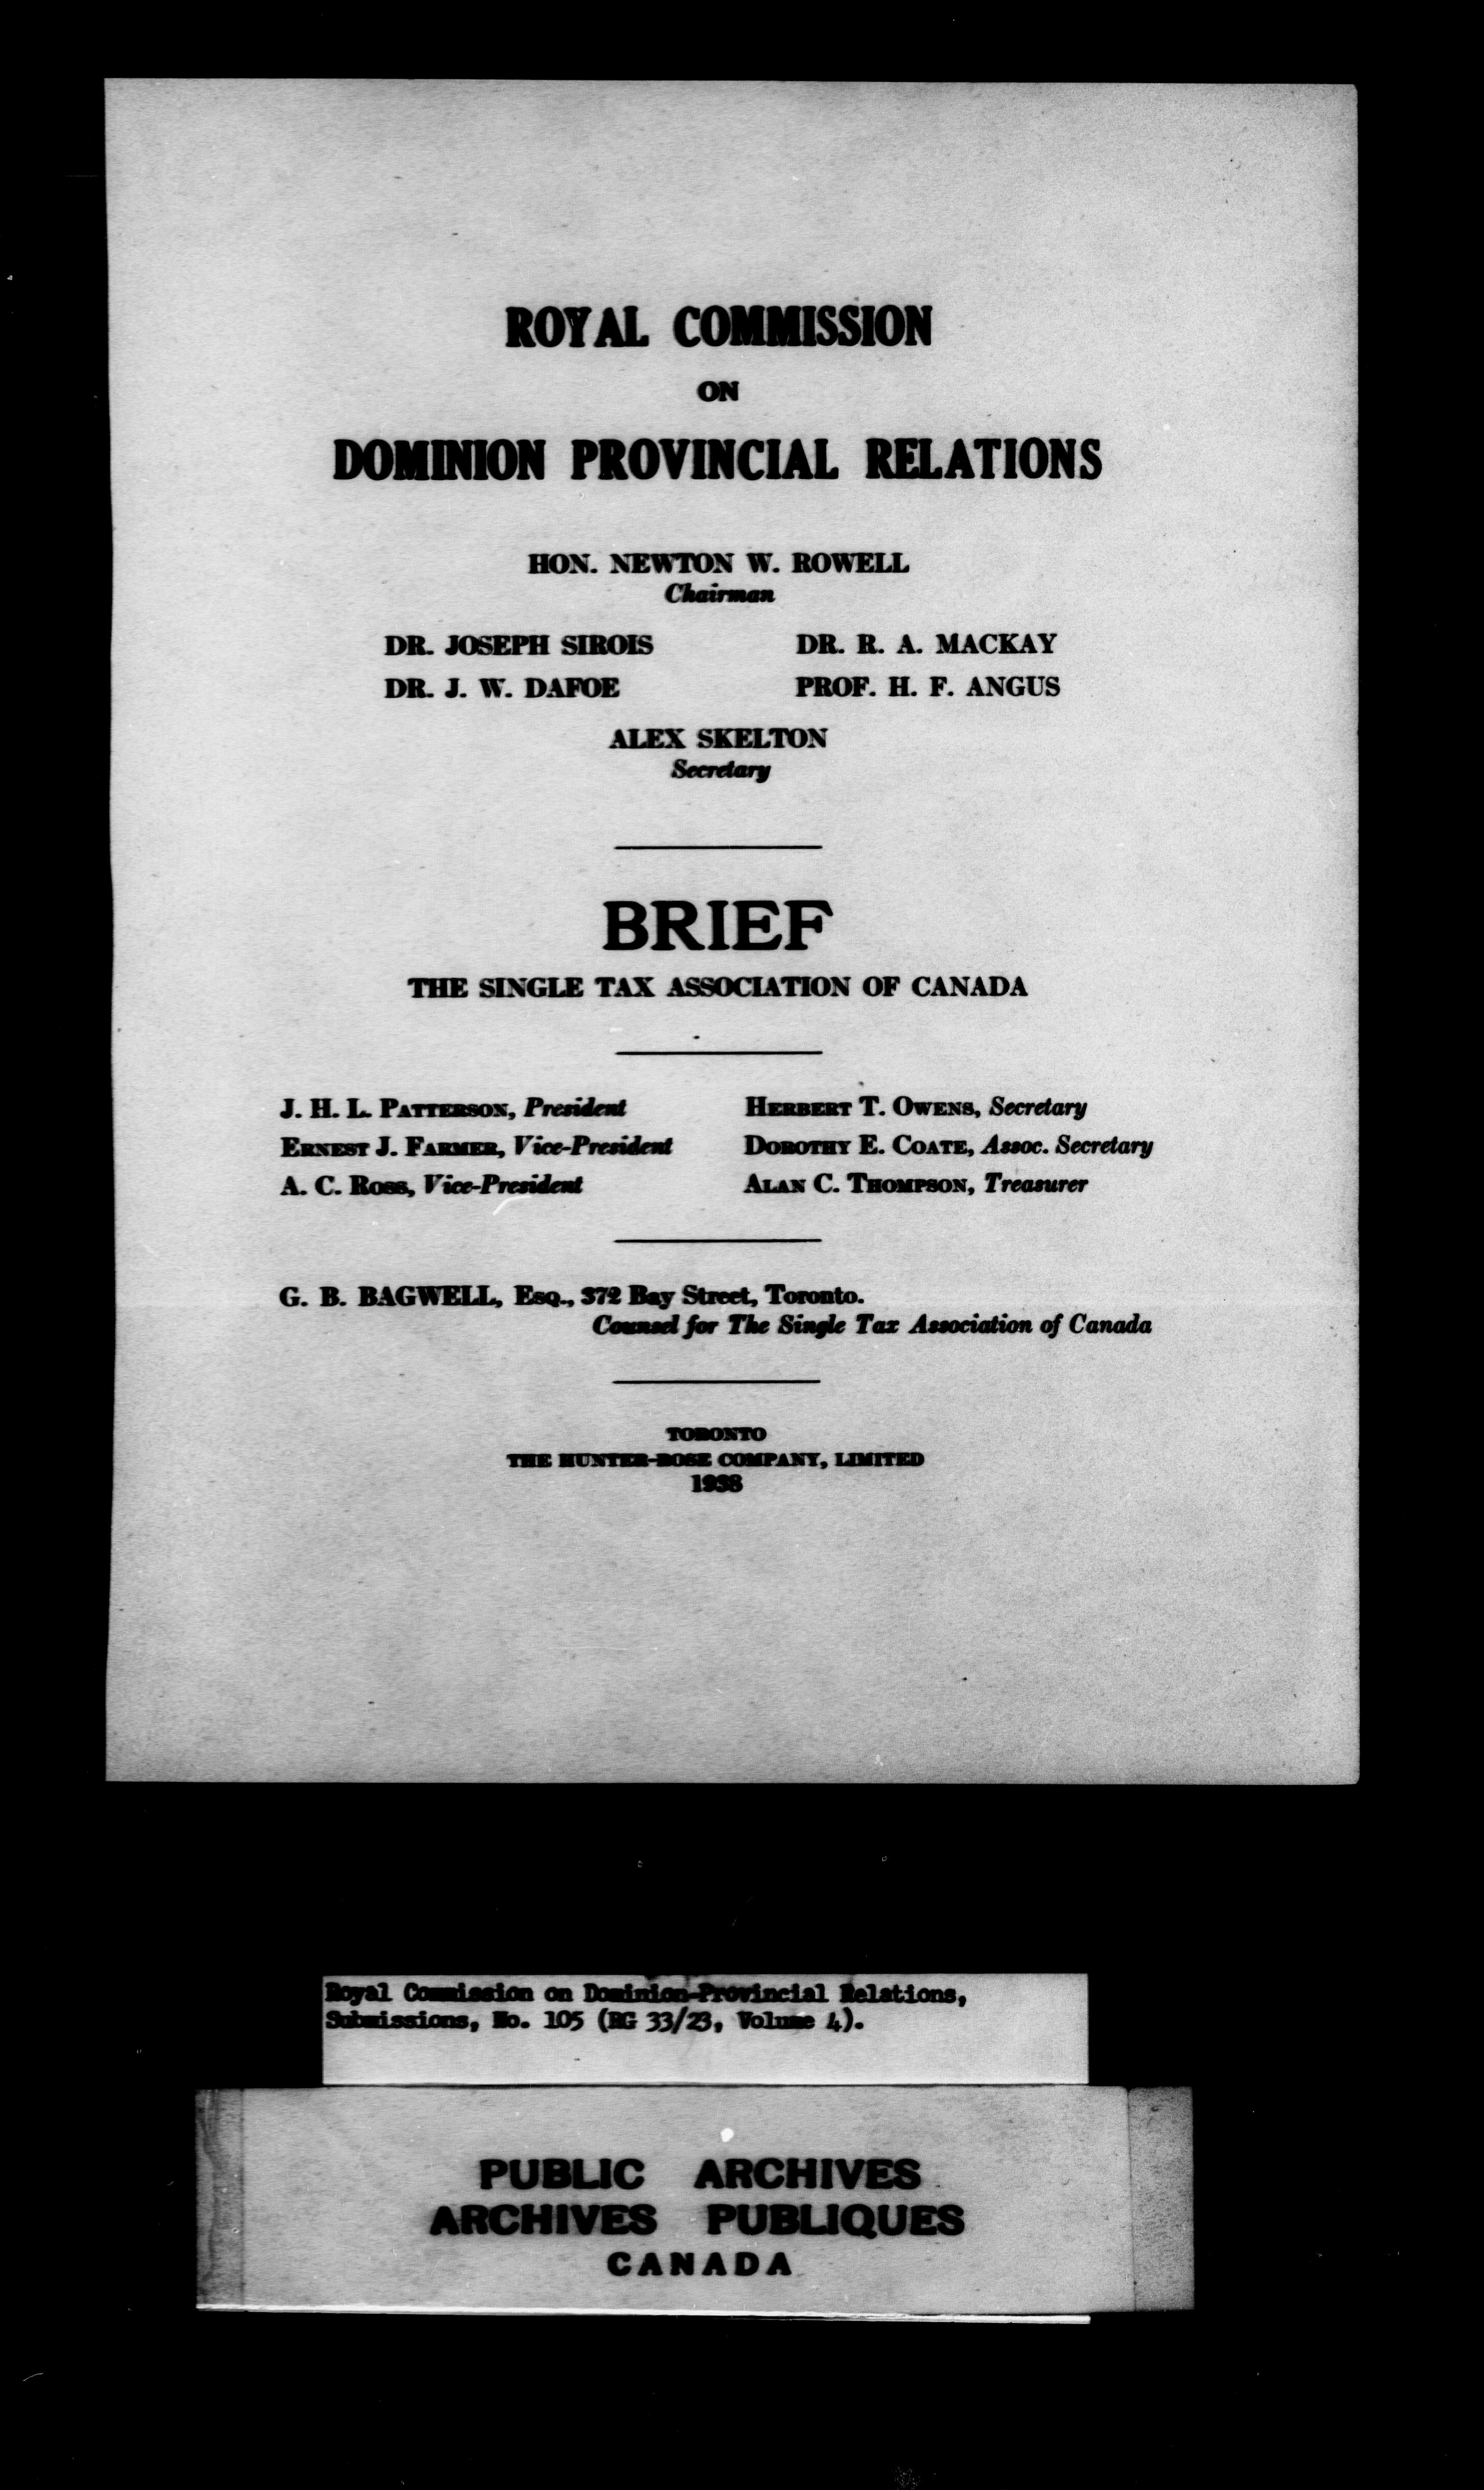 ROYAL COMMISSION
ON
DOMINION PROVINCIAL RELATIONS
HON. NEWTON W. ROWELL
Chairman
DR. JOSEPH SIROIS DR. R. A. MACKAY
DR. J. W. DAFOE PROF. H. F. ANGUS
ALEX SKELTON
Secretary
BRIEF
THE SINGLE TAX ASSOCIATION OF CANADA
J. H. L. PATTERSON, President HERBERT T. OWENS, Secretary
ERNEST J. FARMER, Vice-President DOROTHY E. COATE, Assoc. Secretary
A. C. ROSS, Vice-President ALAN C. THOMPSON, Treasurer
G. B. BAGWELL, ESQ., 372 Bay Street, Toronto.
Counsel for The Single Tax Association of Canada
TORONTO
THE HUNTER-ROSE COMPANY, LIMITED
1938
Royal Commission on Dominion-Provincial Relations,
Submissions, No. 105 (RG 33/23, Volume 4).
PUBLIC ARCHIVES
ARCHIVES PUBLIQUES
CANADA